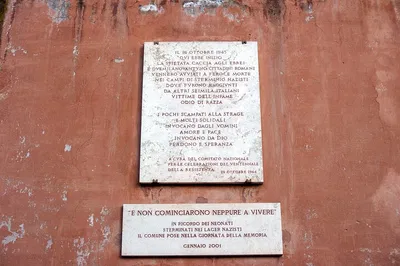 IL 16 OTTOBRE 1943
QUI EBBE INIZIO
LA SPIETATA CACCIA AGLI EBREI
E DUEMILANOVANTUNO CITTADINI ROMANI
VENNERO AVVIATI A FEROCE MORTE
NEI CAMPI DI STERMINIO NAZISTI
DOVE FURONO RAGGIUNTI
DA ALTRI SEIMILA ITALIANI
VITTIME DELL'INFAME
ODIO DI RAZZA
I POCHI SCAMPATI ALLA STRAGE
E MOLTI SOLIDALI
INVOCANO DAGLI UOMINI
AMORE E PACE
INVOCANO DA DIO
PERDONO E SPERANZA
A CURA DEL COMITATO NAZIONALE
PER LE CELEBRAZIONI DEL VENTENNALE
DELLA RESISTENZA
OTTOBRE 1964
"E NON COMINCIARONO NEPPURE A VIVERE"
IN RICORDO DEI NEONATI
STERMINATI NEI LAGER NAZISTI
IL COMUNE POSE NELLA GIORNATA DELLA MEMORIA
GENNAIO 2001